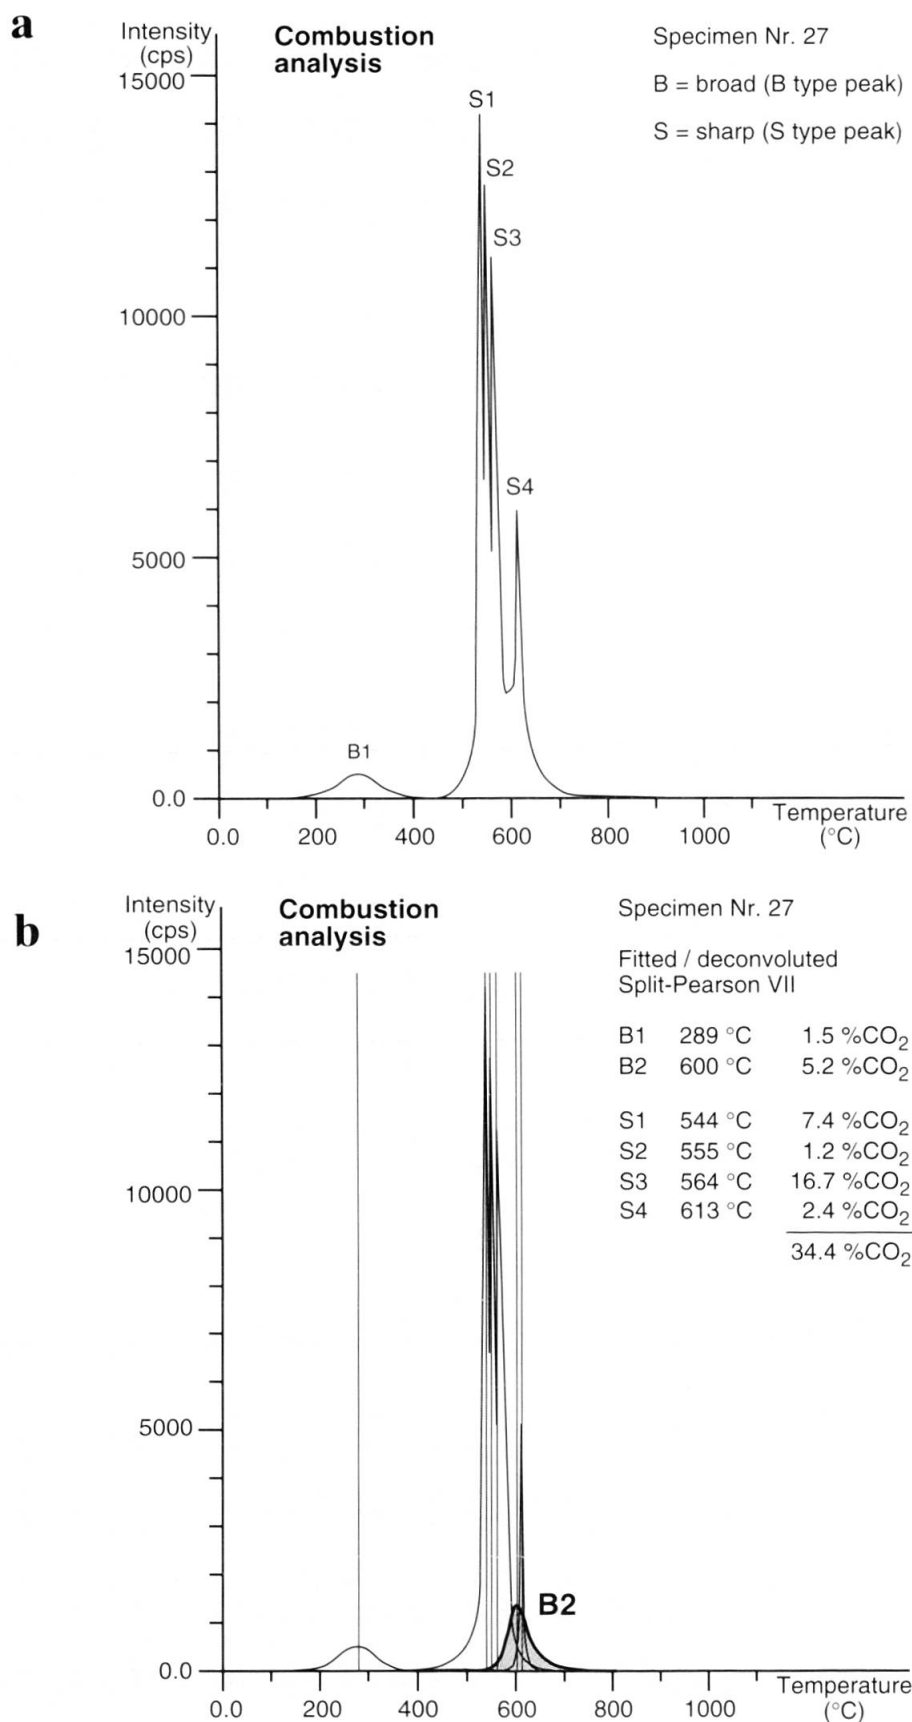 a
Intensity
(cps)
Combustion
analysis
Specimen Nr. 27
B = broad (B type peak)
S = sharp (S type peak)
15000
10000
5000
0.0
S1
S2
S3
S4
B1
0.0 200 400 600 800 1000
Temperature
(°C)
b
Intensity
(cps)
Combustion
analysis
Specimen Nr. 27
Fitted / deconvoluted
Split-Pearson VII
B1 289 °C 1.5 %CO2
B2 600 °C 5.2 %CO2
S1 544 °C 7.4 %CO2
S2 555 °C 1.2 %CO2
S3 564 °C 16.7 %CO2
S4 613 °C 2.4 %CO2
34.4 %CO2
15000
10000
5000
0.0
B2
0.0 200 400 600 800 1000
Temperature
(°C)